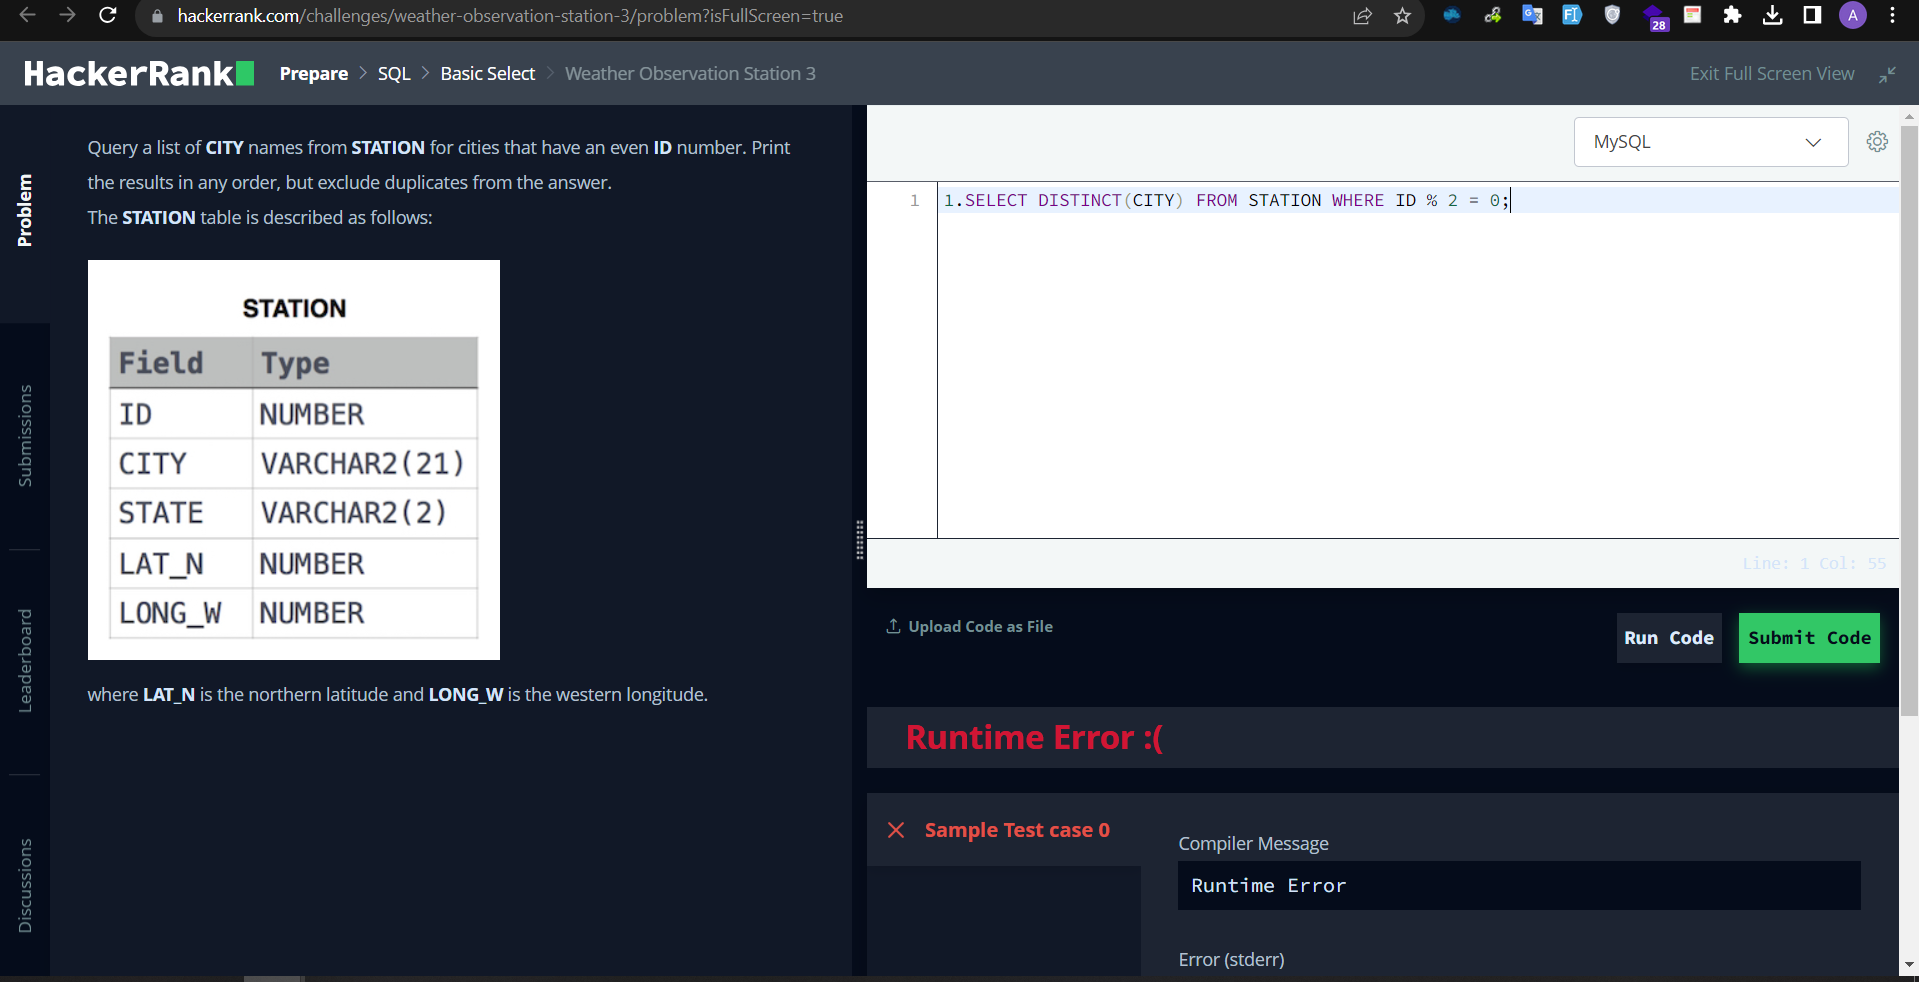 hackerrank.com/challenges/weather-observation-station-3/problem?isFullScreen=true
28
A
HackerRank
Prepare > SQL > Basic Select > Weather Observation Station 3
Exit Full Screen View
Problem
Submissions
Leaderboard
Discussions
Query a list of CITY names from STATION for cities that have an even ID number. Print
the results in any order, but exclude duplicates from the answer.
The STATION table is described as follows:
STATION
Field Type
ID NUMBER
CITY VARCHAR2(21)
STATE VARCHAR2(2)
LAT_N NUMBER
LONG_W NUMBER
where LAT_N is the northern latitude and LONG_W is the western longitude.
MySQL
1 1.SELECT DISTINCT(CITY) FROM STATION WHERE ID % 2 = 0;
Line: 1 Col: 55
Upload Code as File
Run Code
Submit Code
Runtime Error :(
Sample Test case 0
Compiler Message
Runtime Error
Error (stderr)